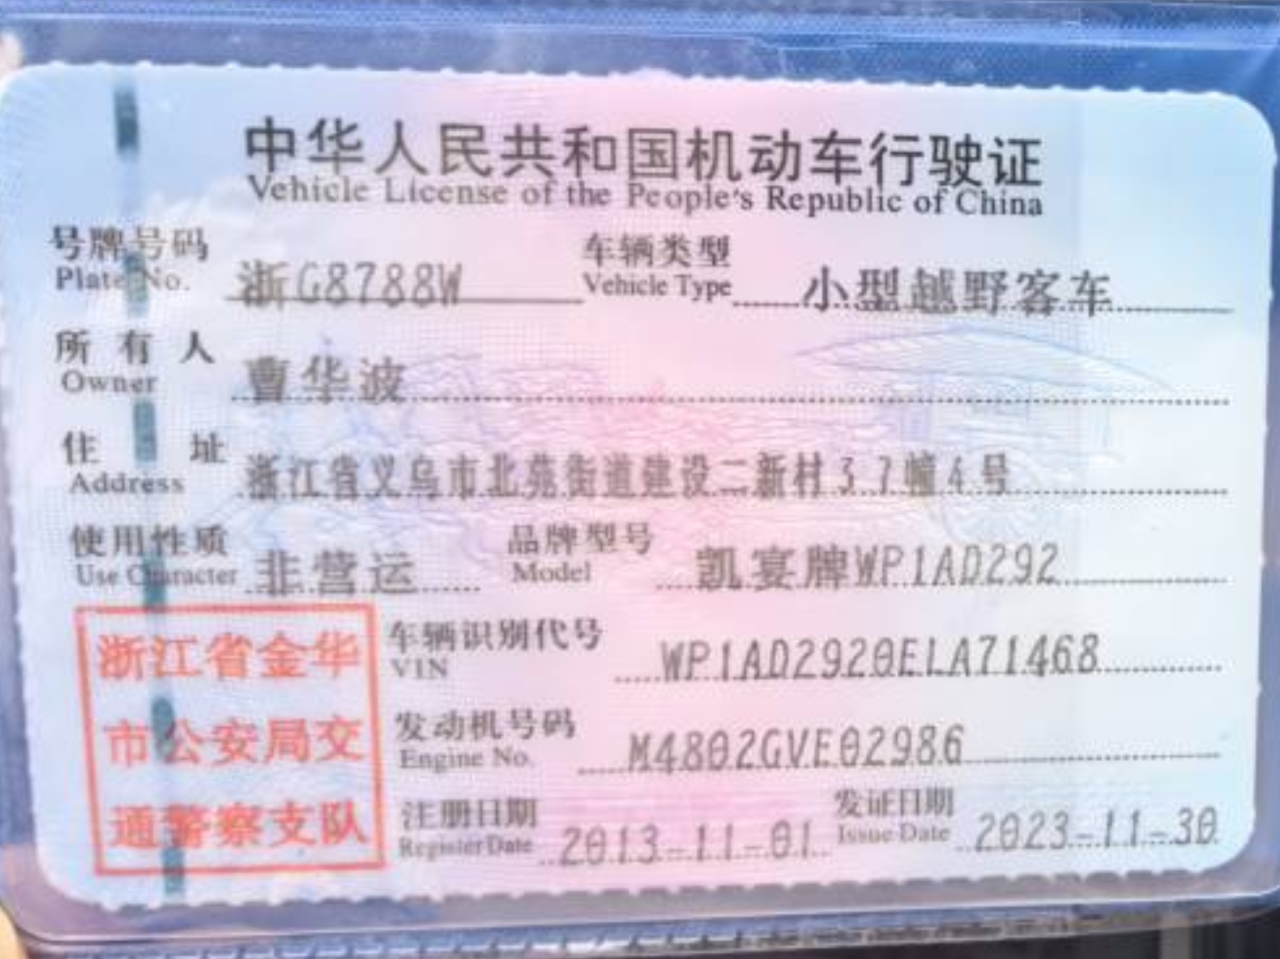 中华人民共和国机动车行驶证
Vehicle License of the People's Republic of China
号牌号码 浙G8788W 车辆类型 小型越野客车
Plate No. Vehicle Type
所有人 曹华波
Owner
住址 浙江省义乌市北苑街道建设二新村37幢4号
Address
使用性质 非营运 品牌型号 凯宴牌WP1AD292
Use Character Model
浙江省金华
市公安局交
通警察支队
车辆识别代号 WP1AD2920ELA71468
VIN
发动机号码 M4802GVE02986
Engine No.
注册日期 2013-11-01 发证日期 2023-11-30
Register Date Issue Date